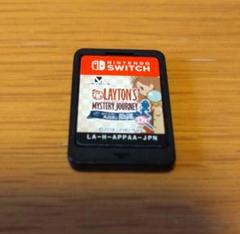 NINTENDO
SWITCH
LAYTON'S
MYSTERY JOURNEY
LA-H-APPAA-JPN